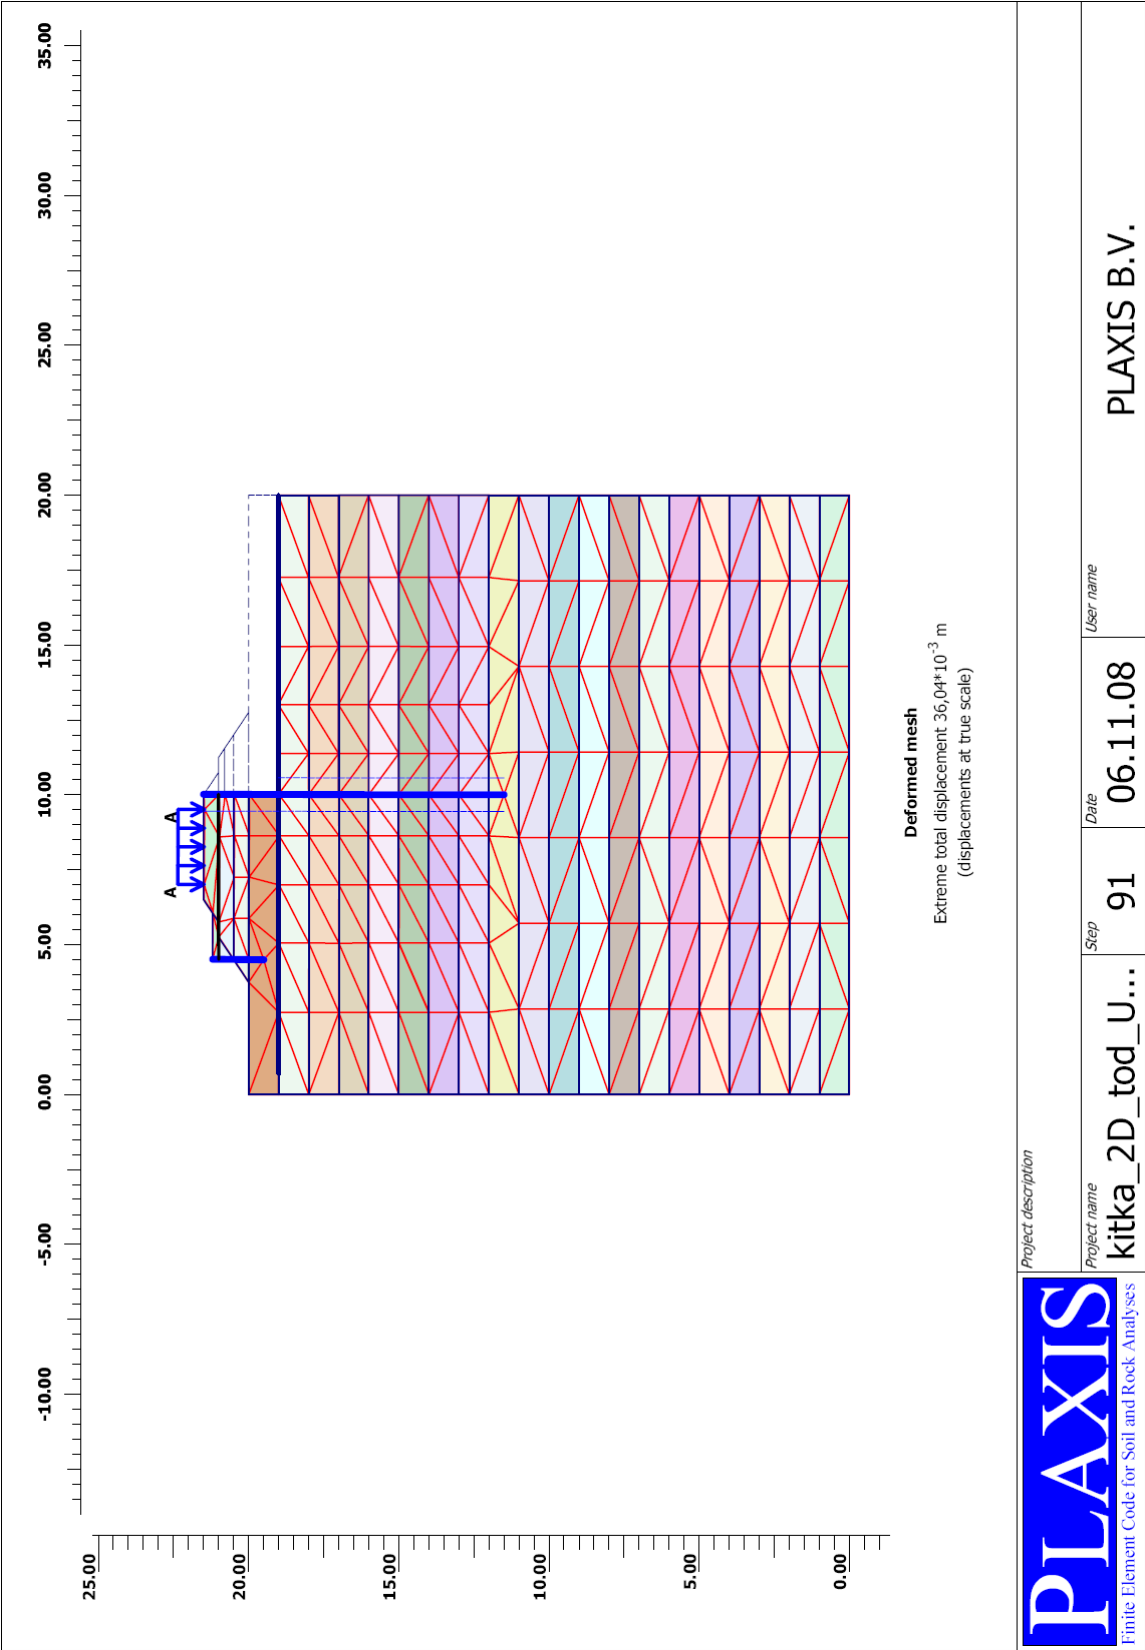 -10.00 -5.00 0.00 5.00 10.00 15.00 20.00 25.00 30.00 35.00
25.00
20.00
15.00
10.00
5.00
0.00
A A
Deformed mesh
Extreme total displacement 36,04*10-3 m
(displacements at true scale)
PLAXIS
Finite Element Code for Soil and Rock Analyses
Project description
Project name
kitka_2D_tod_U...
Step
91
Date
06.11.08
User name
PLAXIS B.V.